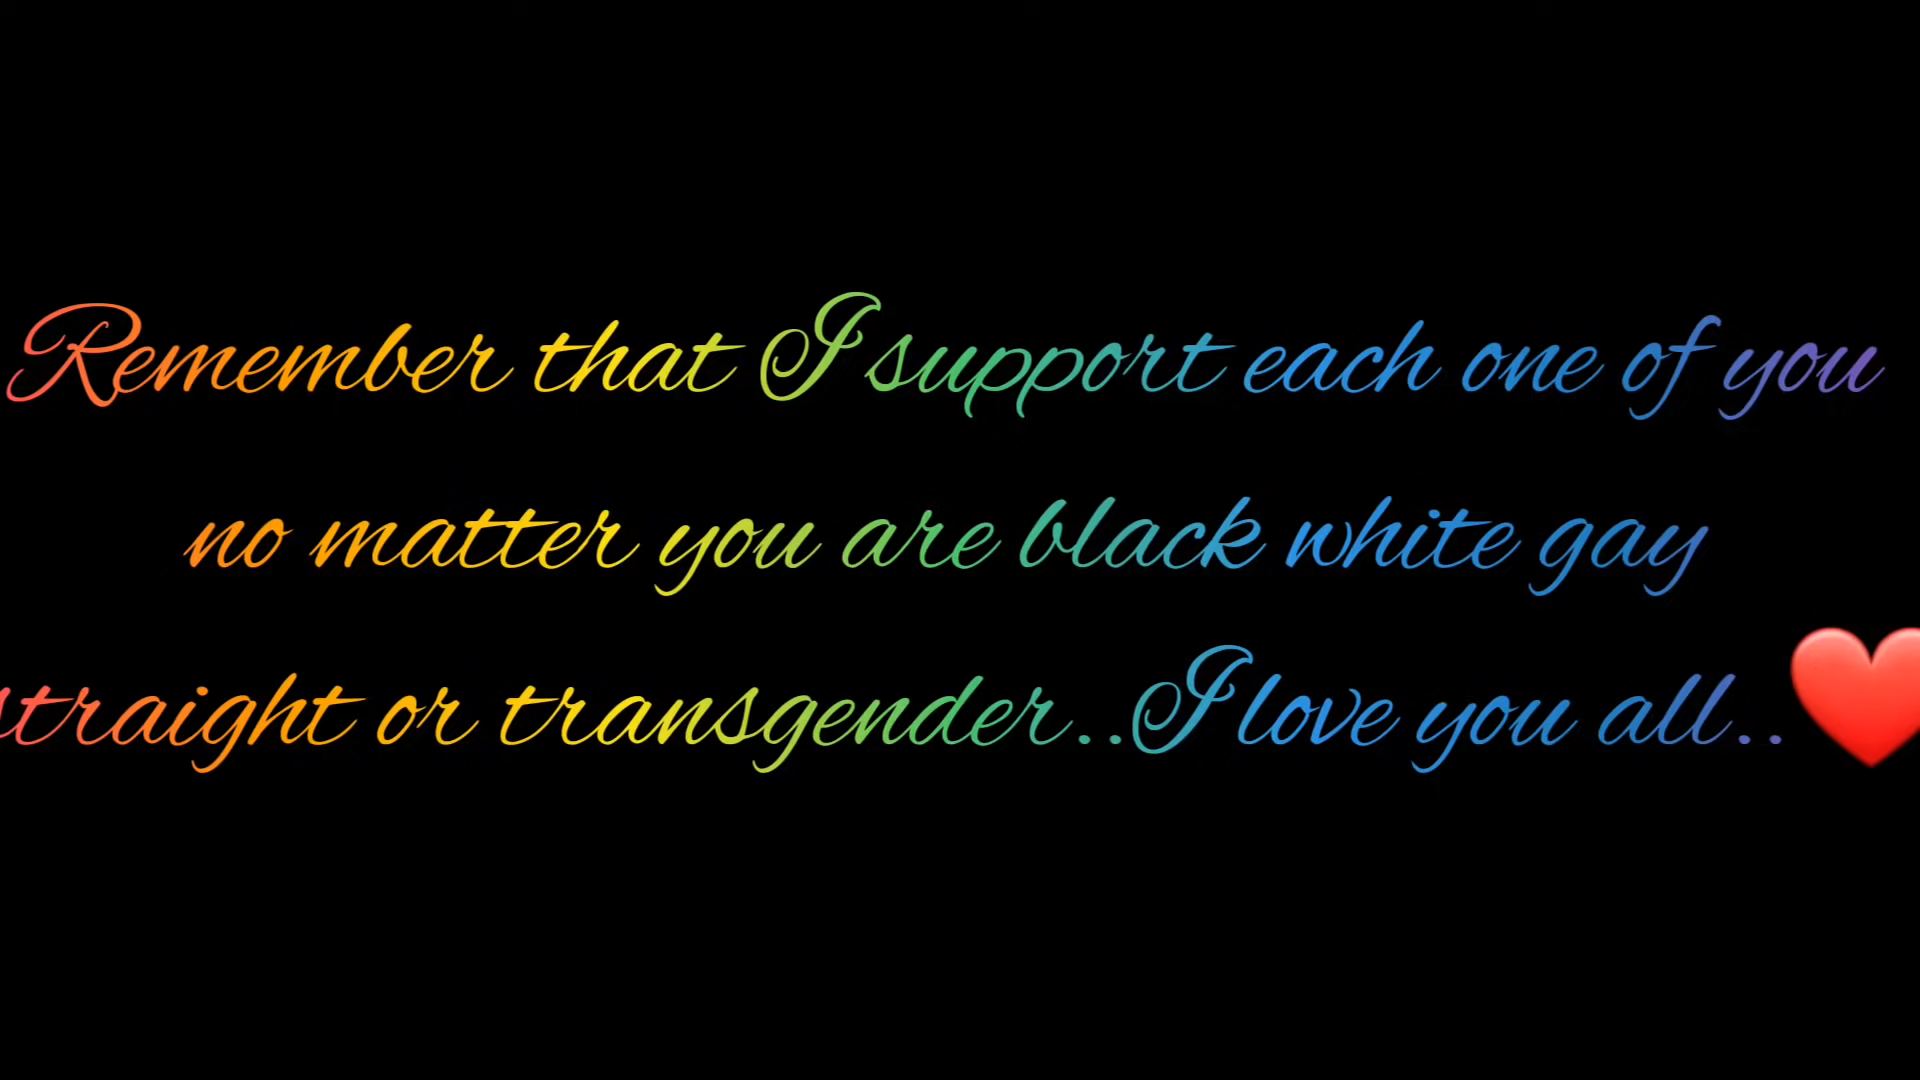 Remember that I support each one of you
no matter you are black white gay
straight or transgender..I love you all..❤️